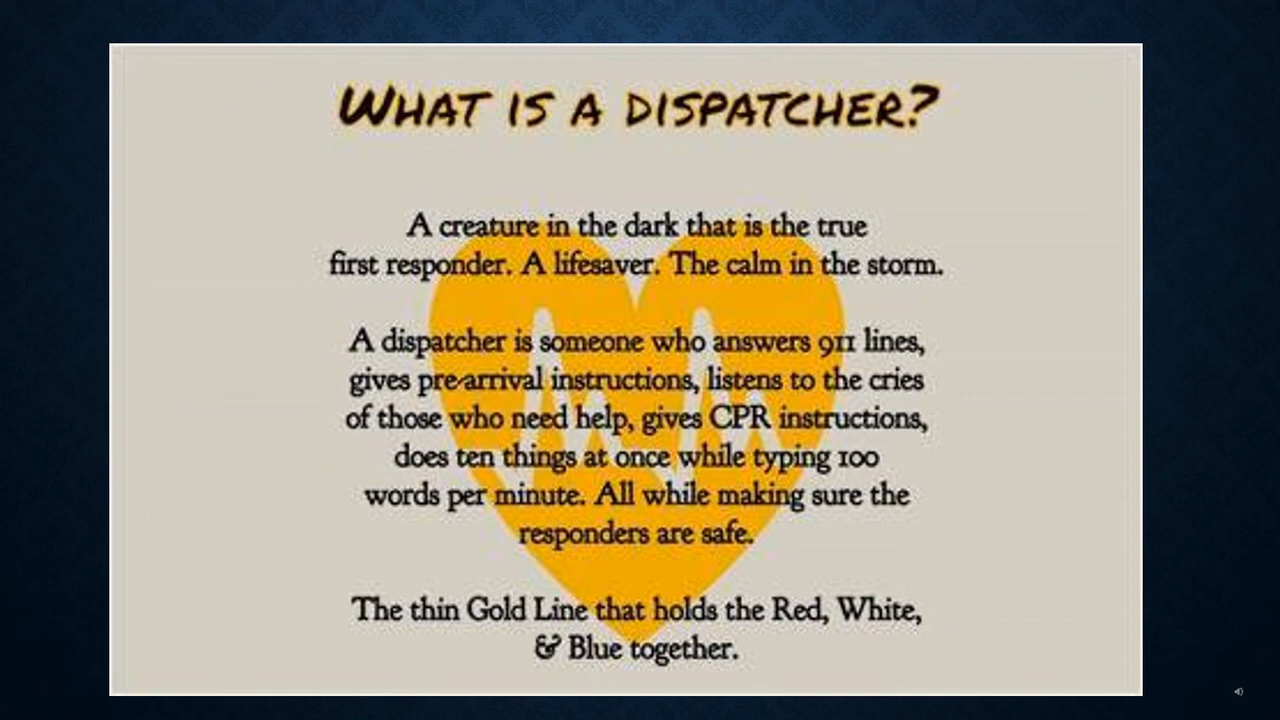 What is a dispatcher?
A creature in the dark that is the true
first responder. A lifesaver. The calm in the storm.
A dispatcher is someone who answers 911 lines,
gives pre-arrival instructions, listens to the cries
of those who need help, gives CPR instructions,
does ten things at once while typing 100
words per minute. All while making sure the
responders are safe.
The thin Gold Line that holds the Red, White,
& Blue together.